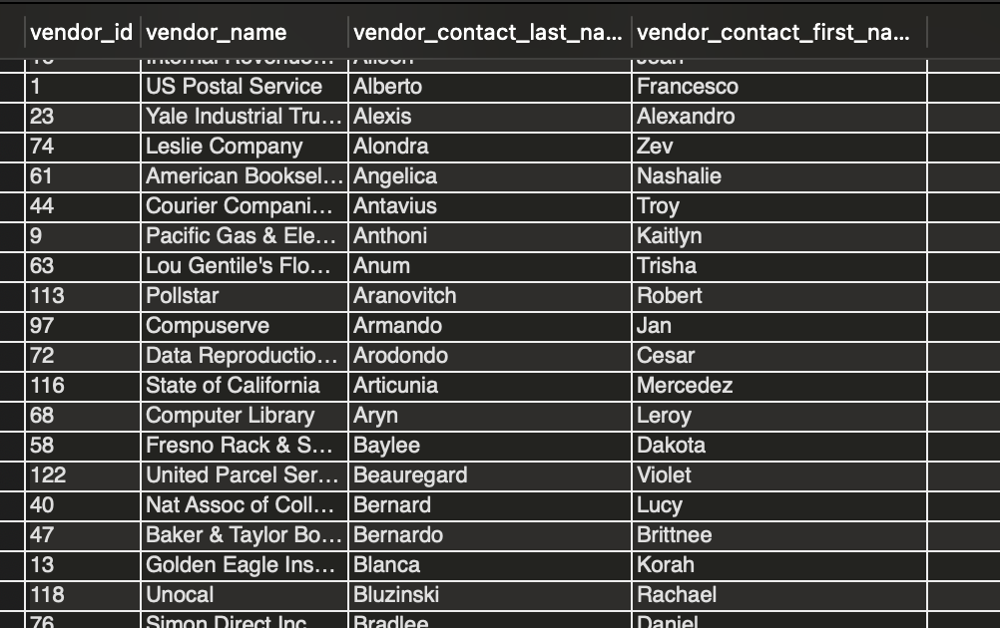 vendor_id vendor_name vendor_contact_last_na... vendor_contact_first_na...
Internal Revenue... Aileen Joan
1 US Postal Service Alberto Francesco
23 Yale Industrial Tru... Alexis Alexandro
74 Leslie Company Alondra Zev
61 American Booksel... Angelica Nashalie
44 Courier Compani... Antavius Troy
9 Pacific Gas & Ele... Anthoni Kaitlyn
63 Lou Gentile's Flo... Anum Trisha
113 Pollstar Aranovitch Robert
97 Compuserve Armando Jan
72 Data Reproductio... Arodondo Cesar
116 State of California Articunia Mercedez
68 Computer Library Aryn Leroy
58 Fresno Rack & S... Baylee Dakota
122 United Parcel Ser... Beauregard Violet
40 Nat Assoc of Coll... Bernard Lucy
47 Baker & Taylor Bo... Bernardo Brittnee
13 Golden Eagle Ins... Blanca Korah
118 Unocal Bluzinski Rachael
76 Simon Direct Inc Bradlee Daniel